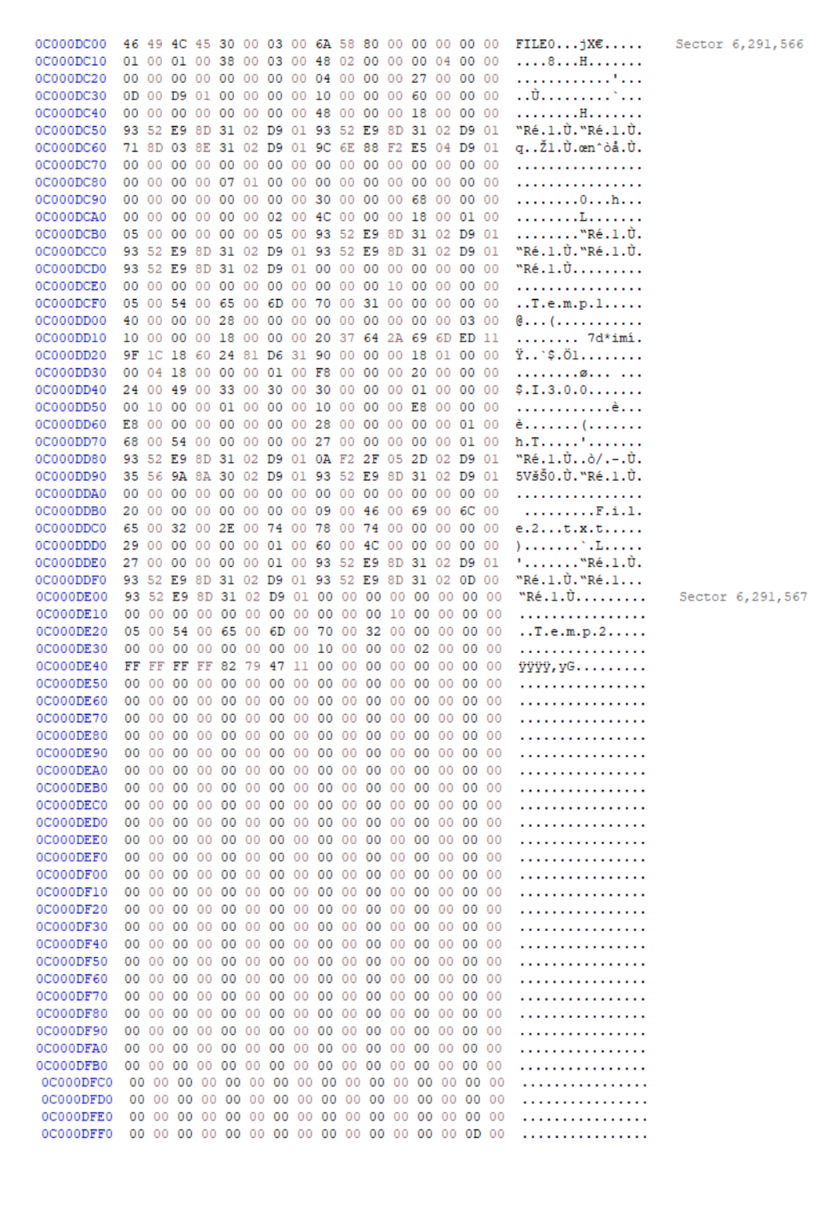 0C000DC00 46 49 4C 45 30 00 03 00 6A 58 80 00 00 00 00 00 FILE0...jX€..... Sector 6,291,566
0C000DC10 01 00 01 00 38 00 03 00 48 02 00 00 00 04 00 00 ....8...H.......
0C000DC20 00 00 00 00 00 00 00 00 04 00 00 00 27 00 00 00 ............'...
0C000DC30 0D 00 D9 01 00 00 00 00 10 00 00 00 60 00 00 00 ..Ù.........`...
0C000DC40 00 00 00 00 00 00 00 00 48 00 00 00 18 00 00 00 ........H.......
0C000DC50 93 52 E9 8D 31 02 D9 01 93 52 E9 8D 31 02 D9 01 “Ré.1.Ù.“Ré.1.Ù.
0C000DC60 71 8D 03 8E 31 02 D9 01 9C 6E 88 F2 E5 04 D9 01 q..Ž1.Ù.œnˆòå.Ù.
0C000DC70 00 00 00 00 00 00 00 00 00 00 00 00 00 00 00 00 ................
0C000DC80 00 00 00 00 07 01 00 00 00 00 00 00 00 00 00 00 ................
0C000DC90 00 00 00 00 00 00 00 00 30 00 00 00 68 00 00 00 ........0...h...
0C000DCA0 00 00 00 00 00 00 02 00 4C 00 00 00 18 00 01 00 ........L.......
0C000DCB0 05 00 00 00 00 00 05 00 93 52 E9 8D 31 02 D9 01 ........“Ré.1.Ù.
0C000DCC0 93 52 E9 8D 31 02 D9 01 93 52 E9 8D 31 02 D9 01 “Ré.1.Ù.“Ré.1.Ù.
0C000DCD0 93 52 E9 8D 31 02 D9 01 00 00 00 00 00 00 00 00 “Ré.1.Ù.........
0C000DCE0 00 00 00 00 00 00 00 00 00 00 00 10 00 00 00 00 ................
0C000DCF0 05 00 54 00 65 00 6D 00 70 00 31 00 00 00 00 00 ..T.e.m.p.1.....
0C000DD00 40 00 00 00 28 00 00 00 00 00 00 00 00 00 03 00 @...(...........
0C000DD10 10 00 00 00 18 00 00 00 20 37 64 2A 69 6D ED 11 ........ 7d*imí.
0C000DD20 9F 1C 18 60 24 81 D6 31 90 00 00 00 18 01 00 00 Ÿ..`$.Ö1........
0C000DD30 00 04 18 00 00 00 01 00 F8 00 00 00 20 00 00 00 ........ø... ...
0C000DD40 24 00 49 00 33 00 30 00 30 00 00 00 01 00 00 00 $.I.3.0.0.......
0C000DD50 00 10 00 00 01 00 00 00 10 00 00 00 E8 00 00 00 ............è...
0C000DD60 E8 00 00 00 00 00 00 00 28 00 00 00 00 00 01 00 è.......(.......
0C000DD70 68 00 54 00 00 00 00 00 27 00 00 00 00 00 01 00 h.T.....'.......
0C000DD80 93 52 E9 8D 31 02 D9 01 0A F2 2F 05 2D 02 D9 01 “Ré.1.Ù..ò/.-.Ù.
0C000DD90 35 56 9A 8A 30 02 D9 01 93 52 E9 8D 31 02 D9 01 5VšŠ0.Ù.“Ré.1.Ù.
0C000DDA0 00 00 00 00 00 00 00 00 00 00 00 00 00 00 00 00 ................
0C000DDB0 20 00 00 00 00 00 00 00 09 00 46 00 69 00 6C 00 .........F.i.l.
0C000DDC0 65 00 32 00 2E 00 74 00 78 00 74 00 00 00 00 00 e.2...t.x.t.....
0C000DDD0 29 00 00 00 00 00 01 00 60 00 4C 00 00 00 00 00 ).......`.L.....
0C000DDE0 27 00 00 00 00 00 01 00 93 52 E9 8D 31 02 D9 01 '.......“Ré.1.Ù.
0C000DDF0 93 52 E9 8D 31 02 D9 01 93 52 E9 8D 31 02 0D 00 “Ré.1.Ù.“Ré.1...
0C000DE00 93 52 E9 8D 31 02 D9 01 00 00 00 00 00 00 00 00 “Ré.1.Ù......... Sector 6,291,567
0C000DE10 00 00 00 00 00 00 00 00 00 00 00 10 00 00 00 00 ................
0C000DE20 05 00 54 00 65 00 6D 00 70 00 32 00 00 00 00 00 ..T.e.m.p.2.....
0C000DE30 00 00 00 00 00 00 00 00 10 00 00 00 02 00 00 00 ................
0C000DE40 FF FF FF FF 82 79 47 11 00 00 00 00 00 00 00 00 ÿÿÿÿ‚yG.........
0C000DE50 00 00 00 00 00 00 00 00 00 00 00 00 00 00 00 00 ................
0C000DE60 00 00 00 00 00 00 00 00 00 00 00 00 00 00 00 00 ................
0C000DE70 00 00 00 00 00 00 00 00 00 00 00 00 00 00 00 00 ................
0C000DE80 00 00 00 00 00 00 00 00 00 00 00 00 00 00 00 00 ................
0C000DE90 00 00 00 00 00 00 00 00 00 00 00 00 00 00 00 00 ................
0C000DEA0 00 00 00 00 00 00 00 00 00 00 00 00 00 00 00 00 ................
0C000DEB0 00 00 00 00 00 00 00 00 00 00 00 00 00 00 00 00 ................
0C000DEC0 00 00 00 00 00 00 00 00 00 00 00 00 00 00 00 00 ................
0C000DED0 00 00 00 00 00 00 00 00 00 00 00 00 00 00 00 00 ................
0C000DEE0 00 00 00 00 00 00 00 00 00 00 00 00 00 00 00 00 ................
0C000DEF0 00 00 00 00 00 00 00 00 00 00 00 00 00 00 00 00 ................
0C000DF00 00 00 00 00 00 00 00 00 00 00 00 00 00 00 00 00 ................
0C000DF10 00 00 00 00 00 00 00 00 00 00 00 00 00 00 00 00 ................
0C000DF20 00 00 00 00 00 00 00 00 00 00 00 00 00 00 00 00 ................
0C000DF30 00 00 00 00 00 00 00 00 00 00 00 00 00 00 00 00 ................
0C000DF40 00 00 00 00 00 00 00 00 00 00 00 00 00 00 00 00 ................
0C000DF50 00 00 00 00 00 00 00 00 00 00 00 00 00 00 00 00 ................
0C000DF60 00 00 00 00 00 00 00 00 00 00 00 00 00 00 00 00 ................
0C000DF70 00 00 00 00 00 00 00 00 00 00 00 00 00 00 00 00 ................
0C000DF80 00 00 00 00 00 00 00 00 00 00 00 00 00 00 00 00 ................
0C000DF90 00 00 00 00 00 00 00 00 00 00 00 00 00 00 00 00 ................
0C000DFA0 00 00 00 00 00 00 00 00 00 00 00 00 00 00 00 00 ................
0C000DFB0 00 00 00 00 00 00 00 00 00 00 00 00 00 00 00 00 ................
0C000DFC0 00 00 00 00 00 00 00 00 00 00 00 00 00 00 00 00 ................
0C000DFD0 00 00 00 00 00 00 00 00 00 00 00 00 00 00 00 00 ................
0C000DFE0 00 00 00 00 00 00 00 00 00 00 00 00 00 00 00 00 ................
0C000DFF0 00 00 00 00 00 00 00 00 00 00 00 00 00 00 0D 00 ................